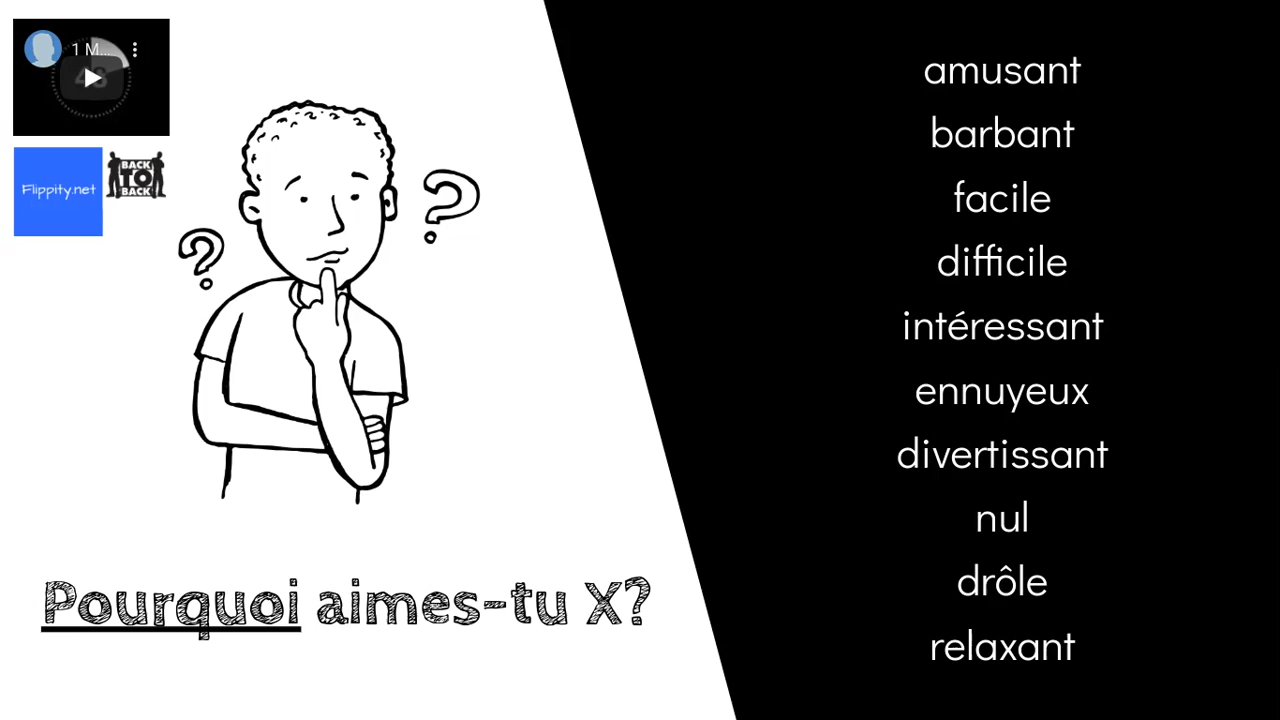 1 M...
48
Flippity.net
BACK
TO
BACK
?
?
Pourquoi aimes-tu X?
amusant
barbant
facile
difficile
intéressant
ennuyeux
divertissant
nul
drôle
relaxant